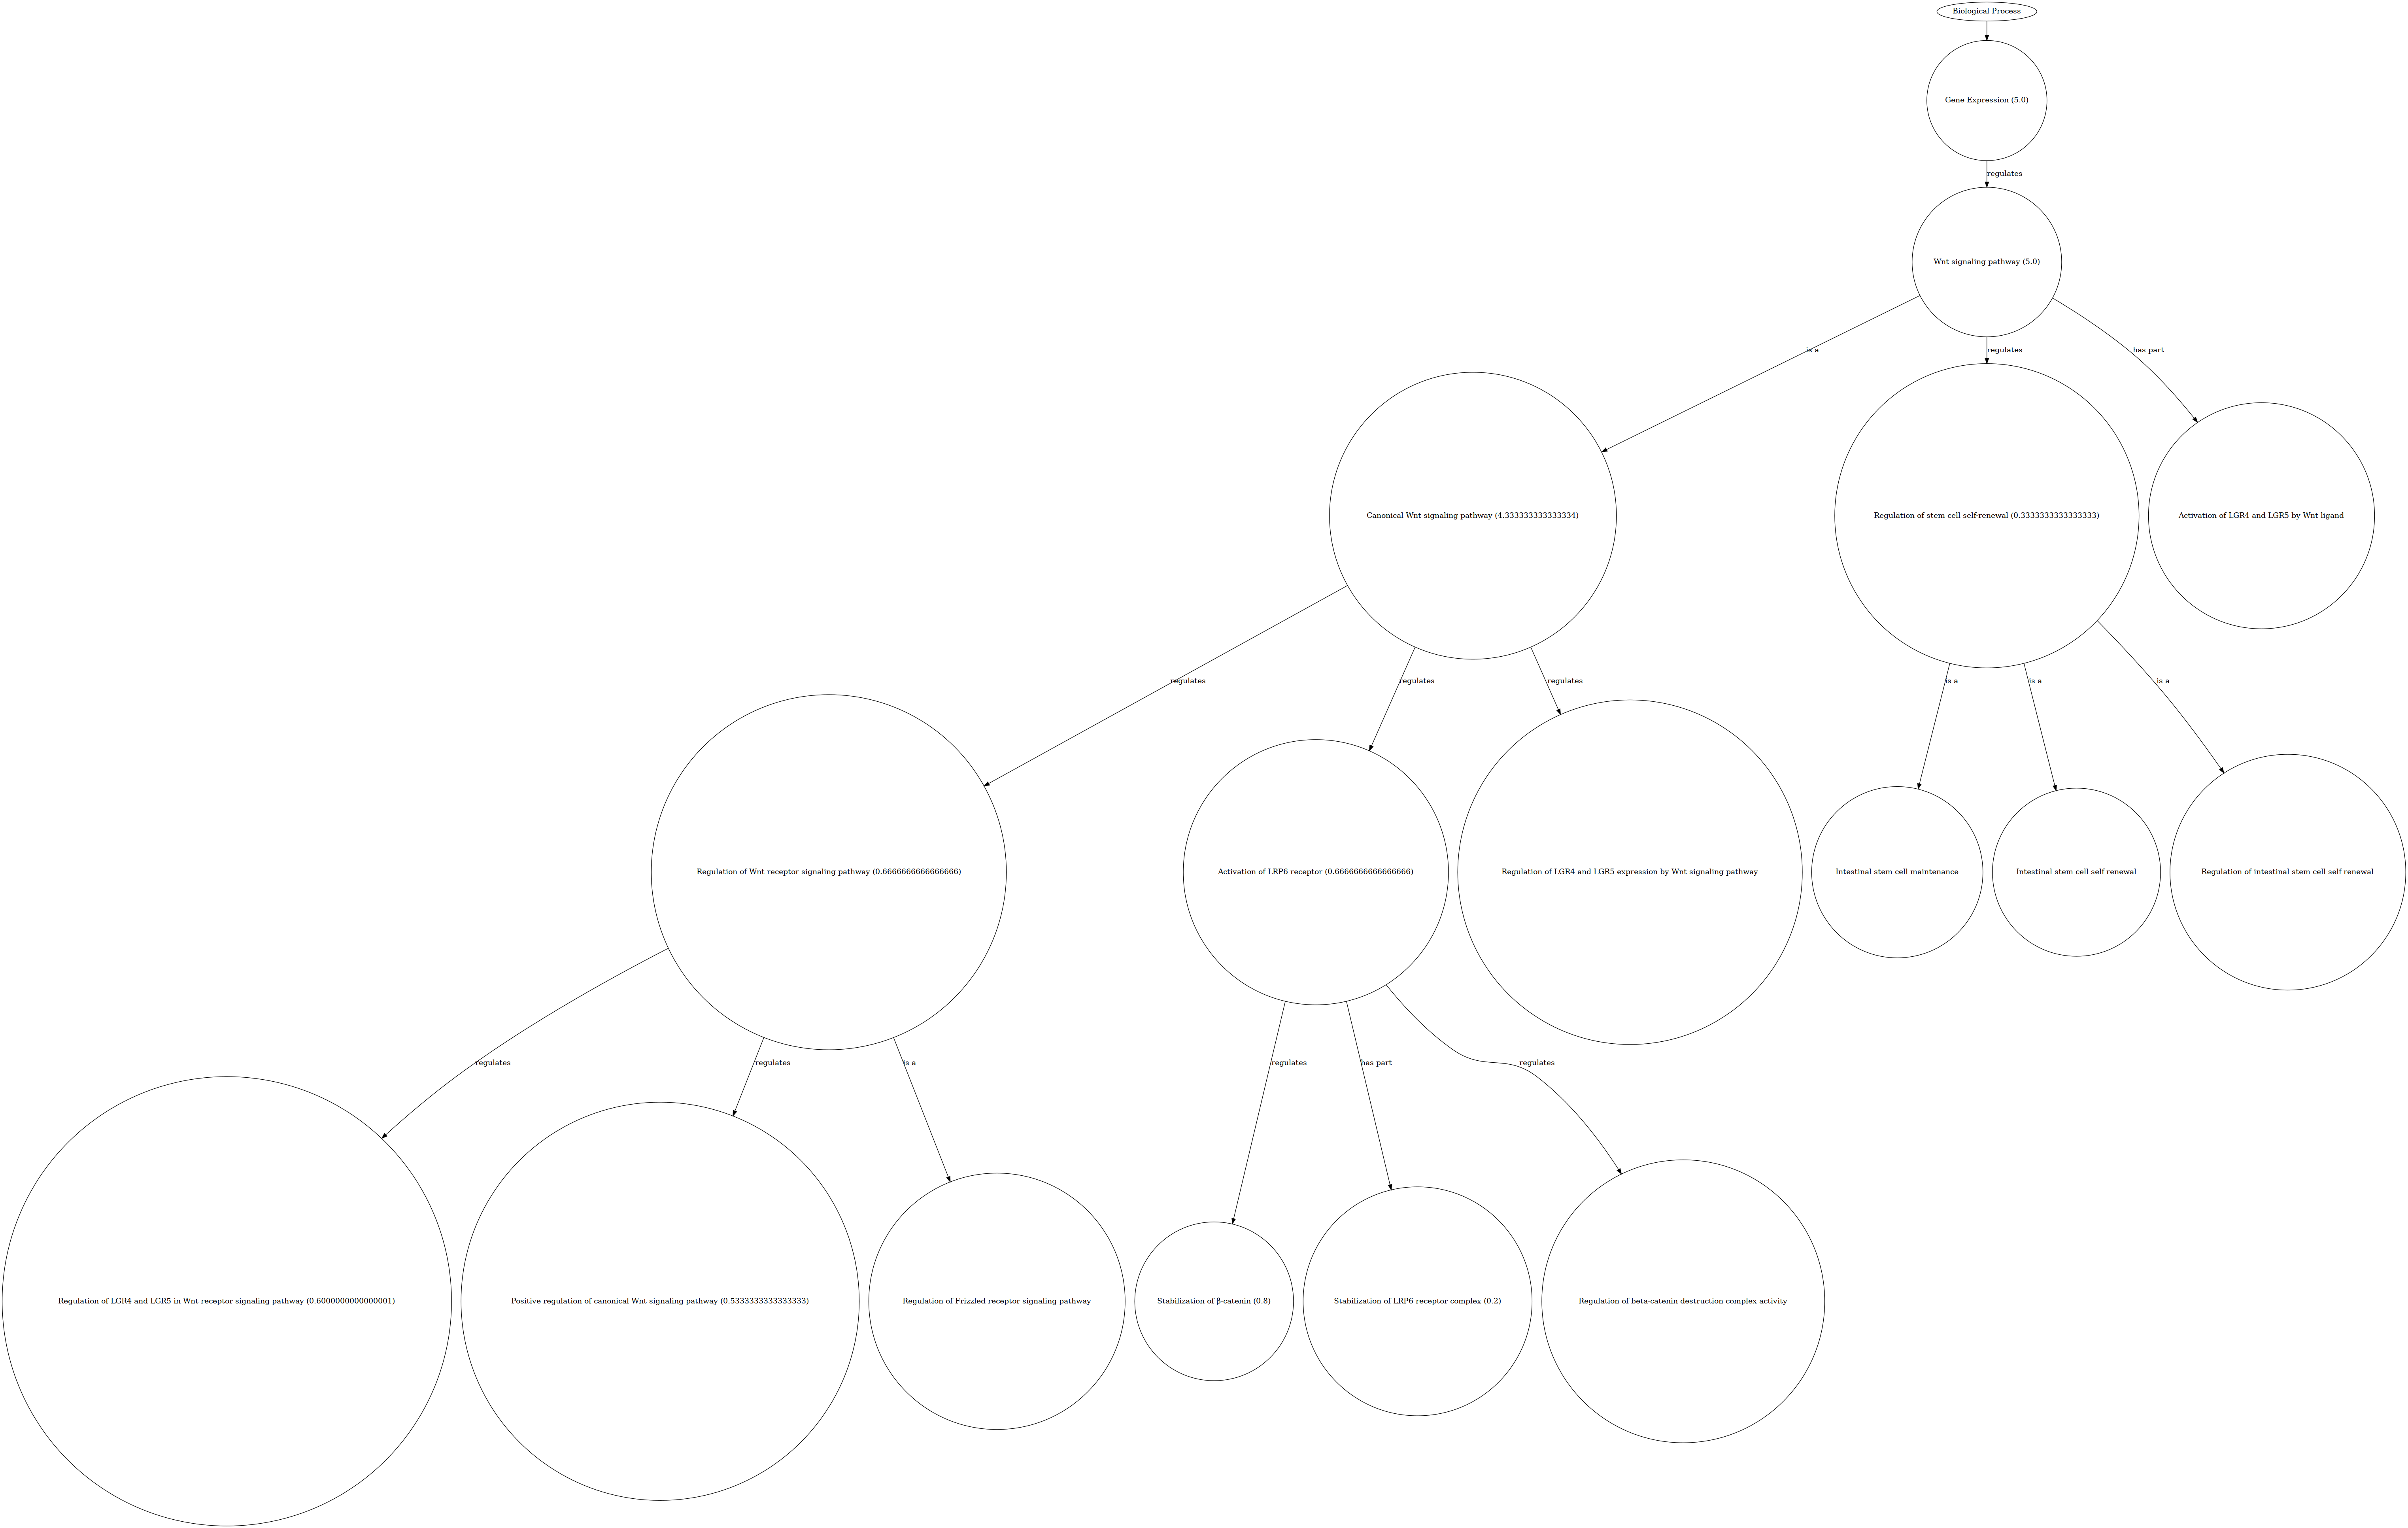 Biological Process
Gene Expression (5.0)
regulates
Wnt signaling pathway (5.0)
is a
regulates
has part
Canonical Wnt signaling pathway (4.333333333333334)
Regulation of stem cell self-renewal (0.3333333333333333)
Activation of LGR4 and LGR5 by Wnt ligand
regulates
regulates
regulates
is a
is a
is a
Regulation of Wnt receptor signaling pathway (0.6666666666666666)
Activation of LRP6 receptor (0.6666666666666666)
Regulation of LGR4 and LGR5 expression by Wnt signaling pathway
Intestinal stem cell maintenance
Intestinal stem cell self-renewal
Regulation of intestinal stem cell self-renewal
regulates
regulates
is a
regulates
has part
regulates
Regulation of LGR4 and LGR5 in Wnt receptor signaling pathway (0.6000000000000001)
Positive regulation of canonical Wnt signaling pathway (0.5333333333333333)
Regulation of Frizzled receptor signaling pathway
Stabilization of β-catenin (0.8)
Stabilization of LRP6 receptor complex (0.2)
Regulation of beta-catenin destruction complex activity